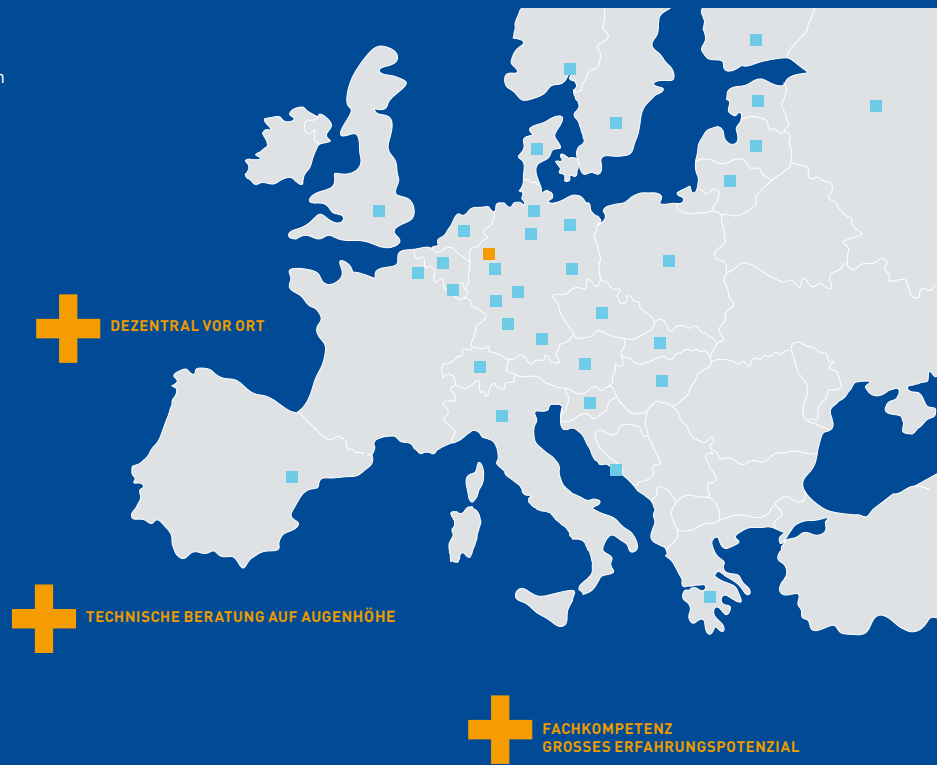 DEZENTRAL VOR ORT
TECHNISCHE BERATUNG AUF AUGENHÖHE
FACHKOMPETENZ
GROSSES ERFAHRUNGSPOTENZIAL